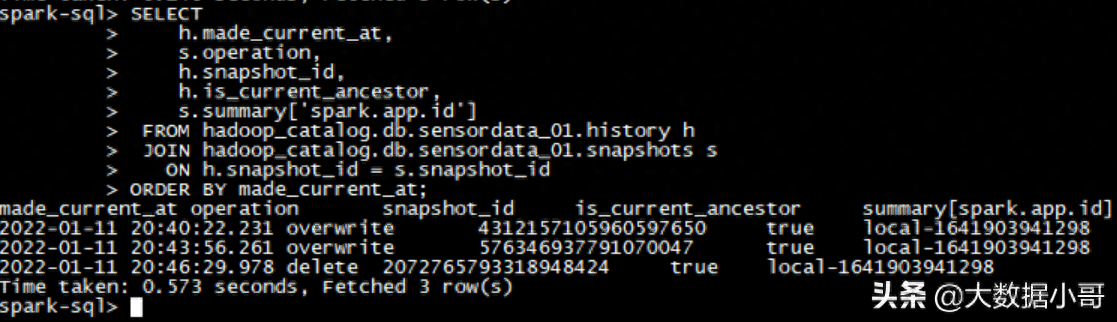 spark-sql> SELECT
> h.made_current_at,
> s.operation,
> h.snapshot_id,
> h.is_current_ancestor,
> s.summary['spark.app.id']
> FROM hadoop_catalog.db.sensordata_01.history h
> JOIN hadoop_catalog.db.sensordata_01.snapshots s
> ON h.snapshot_id = s.snapshot_id
> ORDER BY made_current_at;
made_current_at operation snapshot_id is_current_ancestor summary[spark.app.id]
2022-01-11 20:40:22.231 overwrite 4312157105960597650 true local-1641903941298
2022-01-11 20:43:56.261 overwrite 576346937791070047 true local-1641903941298
2022-01-11 20:46:29.978 delete 2072765793318948424 true local-1641903941298
Time taken: 0.573 seconds, Fetched 3 row(s)
spark-sql>
头条 @大数据小哥